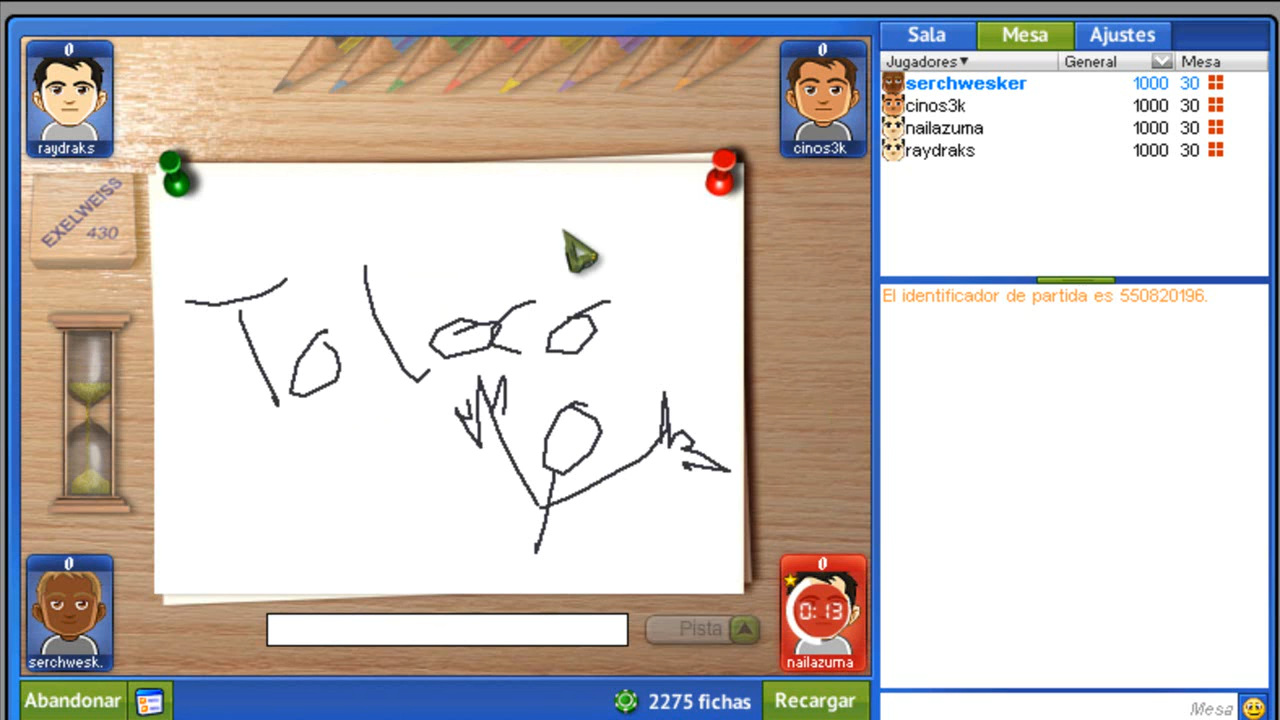 Sala Mesa Ajustes
Jugadores▼ General Mesa
serchwesker 1000 30
cinos3k 1000 30
nailazuma 1000 30
raydraks 1000 30
El identificador de partida es 550820196.
0
raydraks
0
cinos3k
EXELWEISS
430
To loco
0
serchwesk.
Pista
0
0:13
nailazuma
Abandonar 2275 fichas Recargar
Mesa